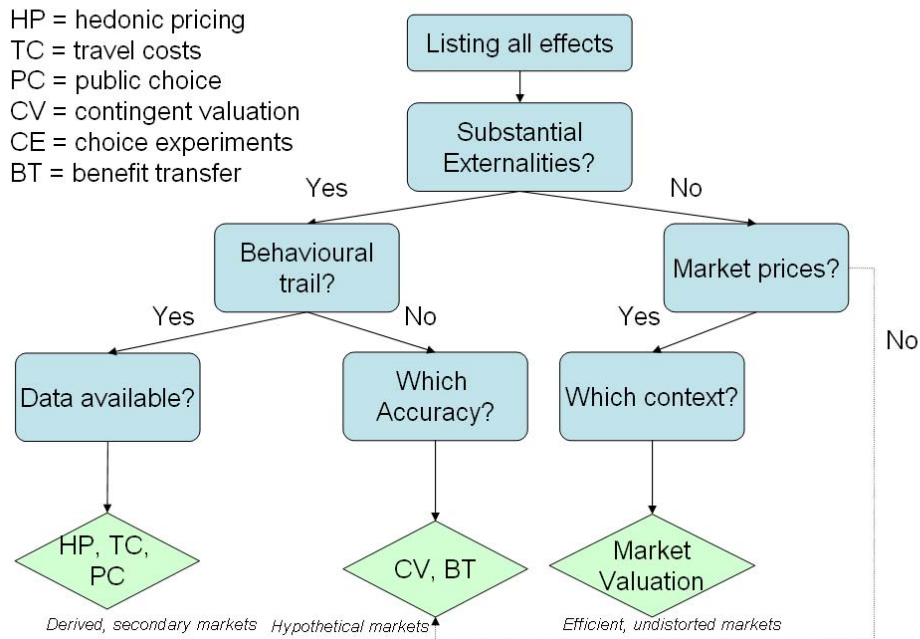 HP = hedonic pricing
TC = travel costs
PC = public choice
CV = contingent valuation
CE = choice experiments
BT = benefit transfer
Listing all effects
Substantial
Externalities?
Yes
No
Behavioural
trail?
Market prices?
Yes
No
Yes
No
Data available?
Which
Accuracy?
Which context?
HP, TC,
PC
CV, BT
Market
Valuation
Derived, secondary markets
Hypothetical markets
Efficient, undistorted markets